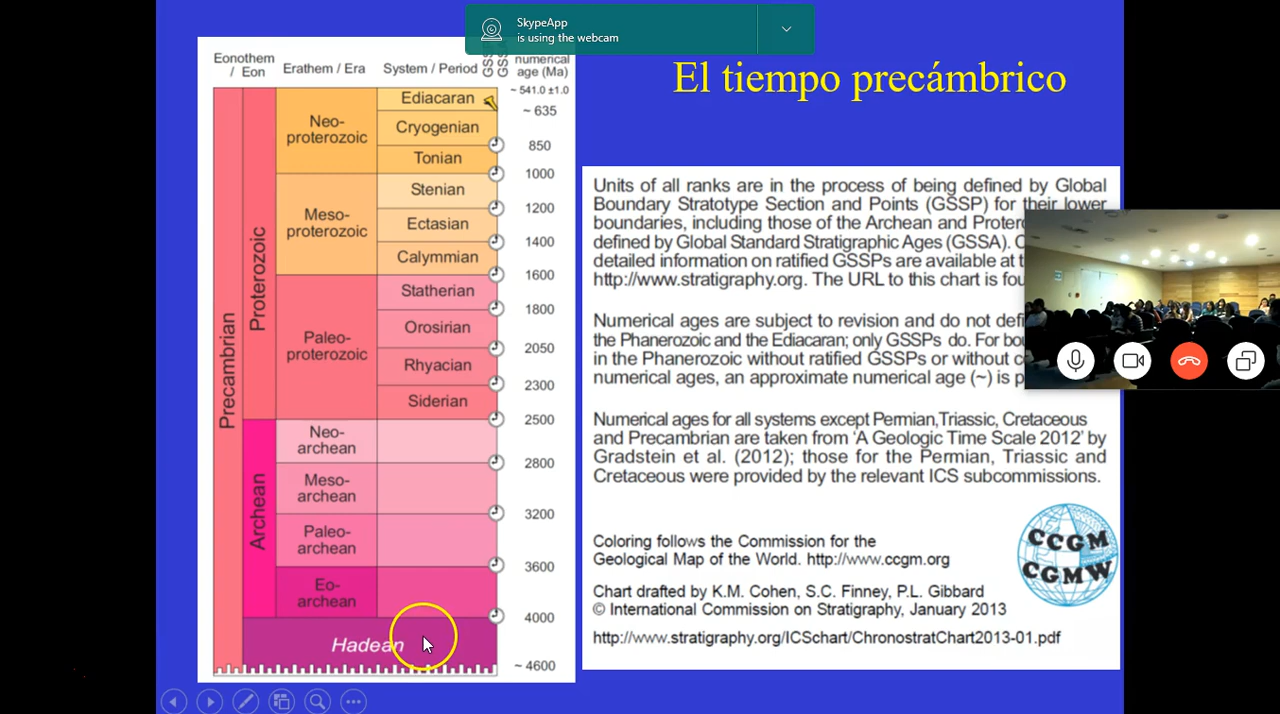 SkypeApp
is using the webcam
El tiempo precámbrico
Eonothem / Eon
Erathem / Era
System / Period
GSSP
GSSA
numerical age (Ma)
Precambrian
Proterozoic
Archean
Neo-
proterozoic
Meso-
proterozoic
Paleo-
proterozoic
Neo-
archean
Meso-
archean
Paleo-
archean
Eo-
archean
Hadean
Ediacaran
Cryogenian
Tonian
Stenian
Ectasian
Calymmian
Statherian
Orosirian
Rhyacian
Siderian
~ 541.0 ±1.0
~ 635
850
1000
1200
1400
1600
1800
2050
2300
2500
2800
3200
3600
4000
~ 4600
Units of all ranks are in the process of being defined by Global
Boundary Stratotype Section and Points (GSSP) for their lower
boundaries, including those of the Archean and
defined by Global Standard Stratigraphic Ages (GSSA).
detailed information on ratified GSSPs are available at
http://www.stratigraphy.org. The URL to this chart is
Numerical ages are subject to revision and do not
the Phanerozoic and the Ediacaran; only GSSPs do. For
in the Phanerozoic without ratified GSSPs or without
numerical ages, an approximate numerical age (~) is
Numerical ages for all systems except Permian,Triassic, Cretaceous
and Precambrian are taken from 'A Geologic Time Scale 2012' by
Gradstein et al. (2012); those for the Permian, Triassic and
Cretaceous were provided by the relevant ICS subcommissions.
Coloring follows the Commission for the
Geological Map of the World. http://www.ccgm.org
Chart drafted by K.M. Cohen, S.C. Finney, P.L. Gibbard
© International Commission on Stratigraphy, January 2013
http://www.stratigraphy.org/ICSchart/ChronostratChart2013-01.pdf
CCGM
CGMW